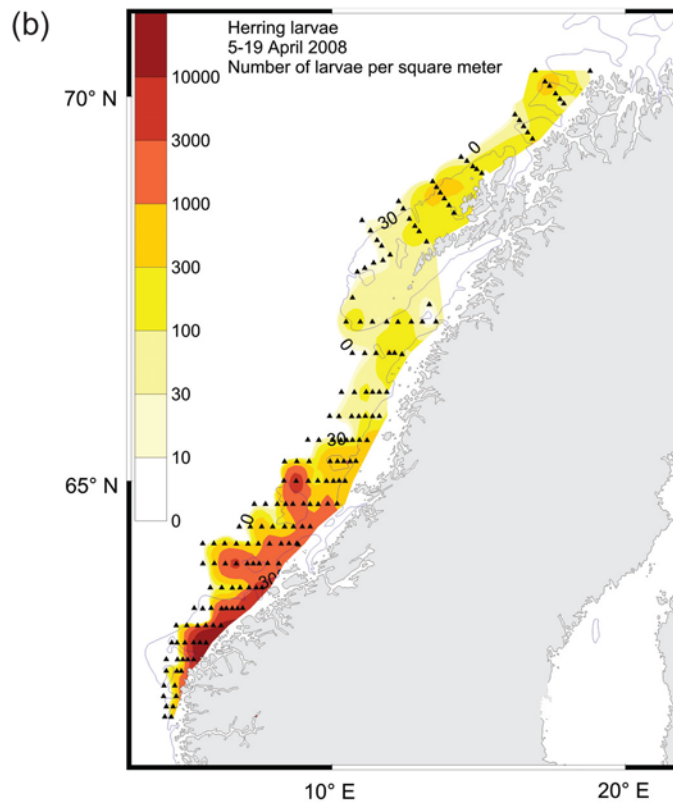 (b)
Herring larvae
5-19 April 2008
Number of larvae per square meter
10000
3000
1000
300
100
30
10
0
70° N
65° N
0
30
0
30
0
30
10° E
20° E